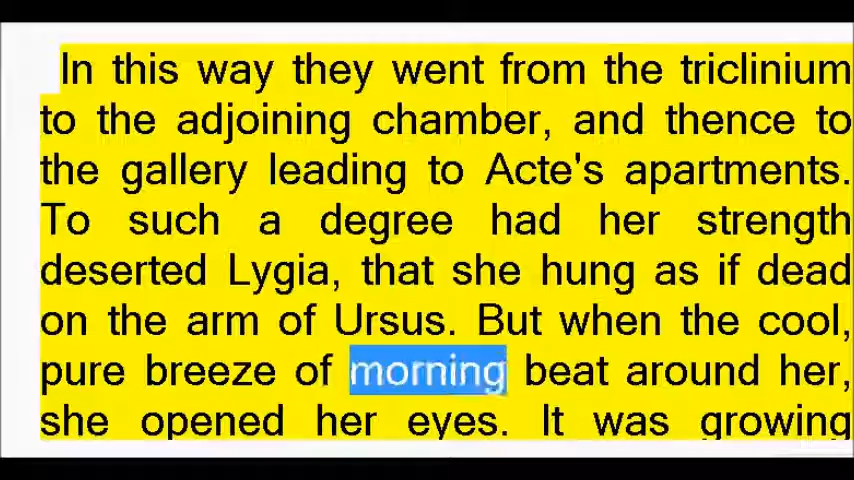 In this way they went from the triclinium
to the adjoining chamber, and thence to
the gallery leading to Acte's apartments.
To such a degree had her strength
deserted Lygia, that she hung as if dead
on the arm of Ursus. But when the cool,
pure breeze of morning beat around her,
she opened her eyes. It was growing